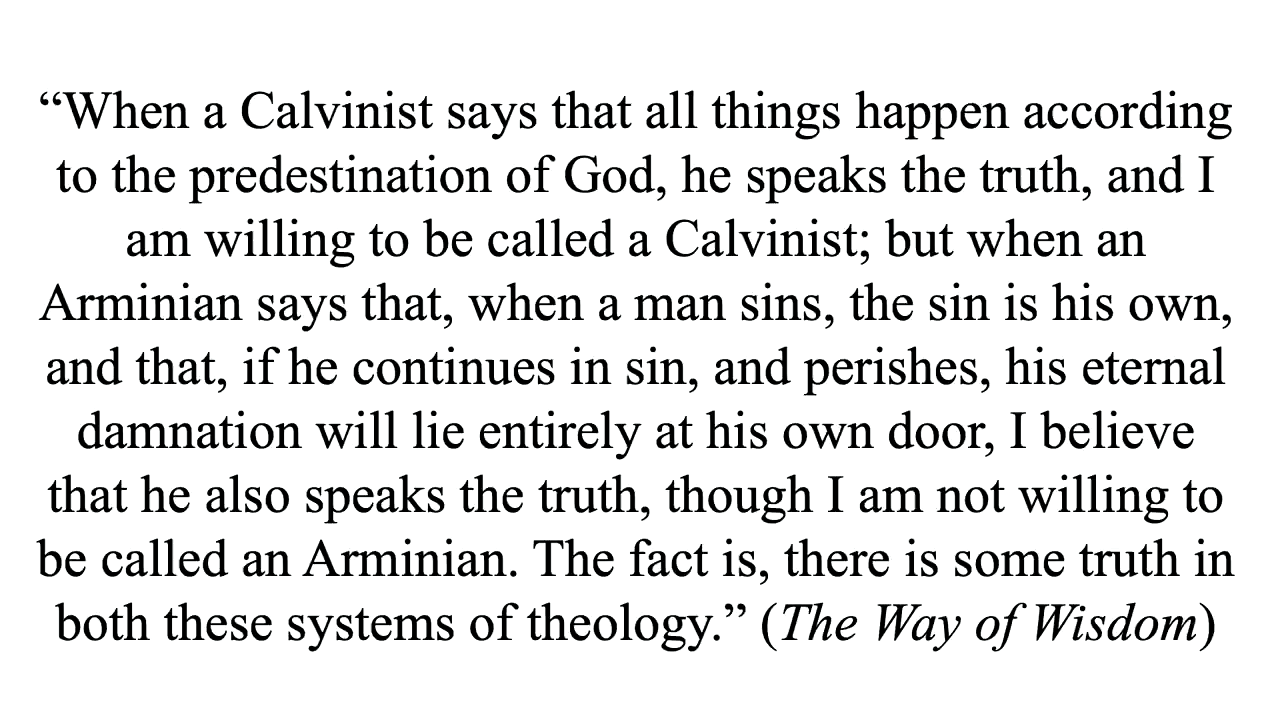 “When a Calvinist says that all things happen according
to the predestination of God, he speaks the truth, and I
am willing to be called a Calvinist; but when an
Arminian says that, when a man sins, the sin is his own,
and that, if he continues in sin, and perishes, his eternal
damnation will lie entirely at his own door, I believe
that he also speaks the truth, though I am not willing to
be called an Arminian. The fact is, there is some truth in
both these systems of theology.” (The Way of Wisdom)